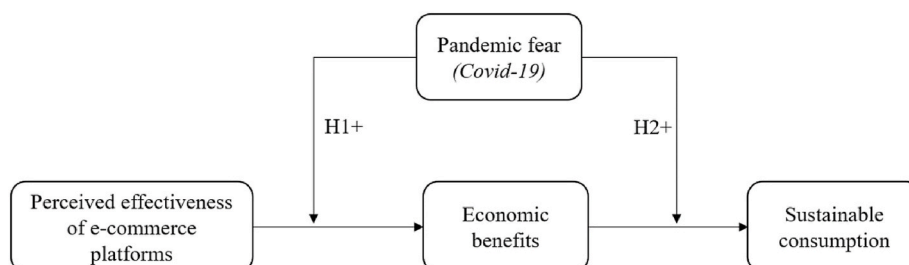 Pandemic fear
(Covid-19)
H1+
H2+
Perceived effectiveness
of e-commerce
platforms
Economic
benefits
Sustainable
consumption